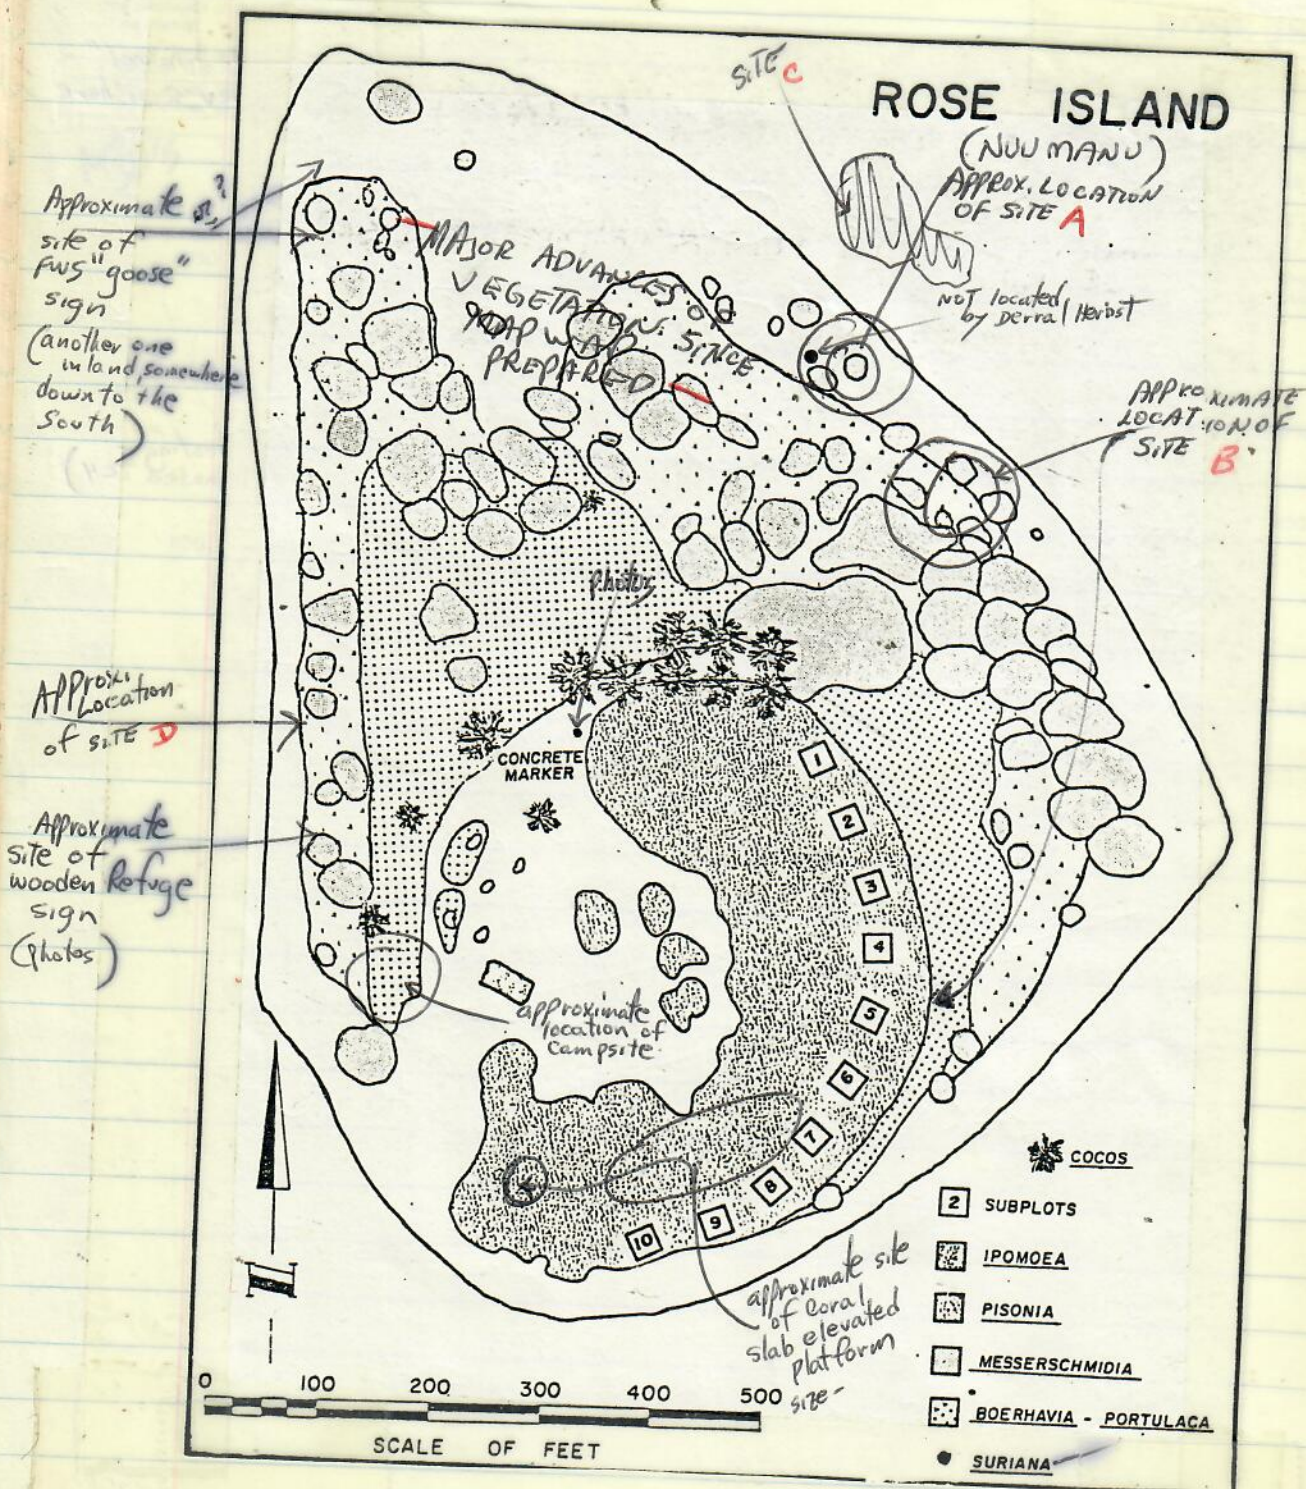 ROSE ISLAND
(NUU MANU)
SITE C
APPROX. LOCATION
OF SITE A
Approximate
site of
FWS "goose"
sign
(another one
inland, somewhere
down to the
South)
MAJOR ADVANCES OF
VEGETATION SINCE
MAP WAS
PREPARED
NOT located
by Derral Herbst
APPROXIMATE
LOCATION OF
SITE B
Photos
APPROXI.
Location
of SITE D
CONCRETE
MARKER
Approximate
site of
wooden Refuge
sign
(photos)
approximate
location of
campsite.
1
2
3
4
5
6
7
8
9
10
approximate site
of Coral
slab elevated
platform
size-
COCOS
2 SUBPLOTS
IPOMOEA
PISONIA
MESSERSCHMIDIA
BOERHAVIA - PORTULACA
SURIANA
N
0 100 200 300 400 500
SCALE OF FEET